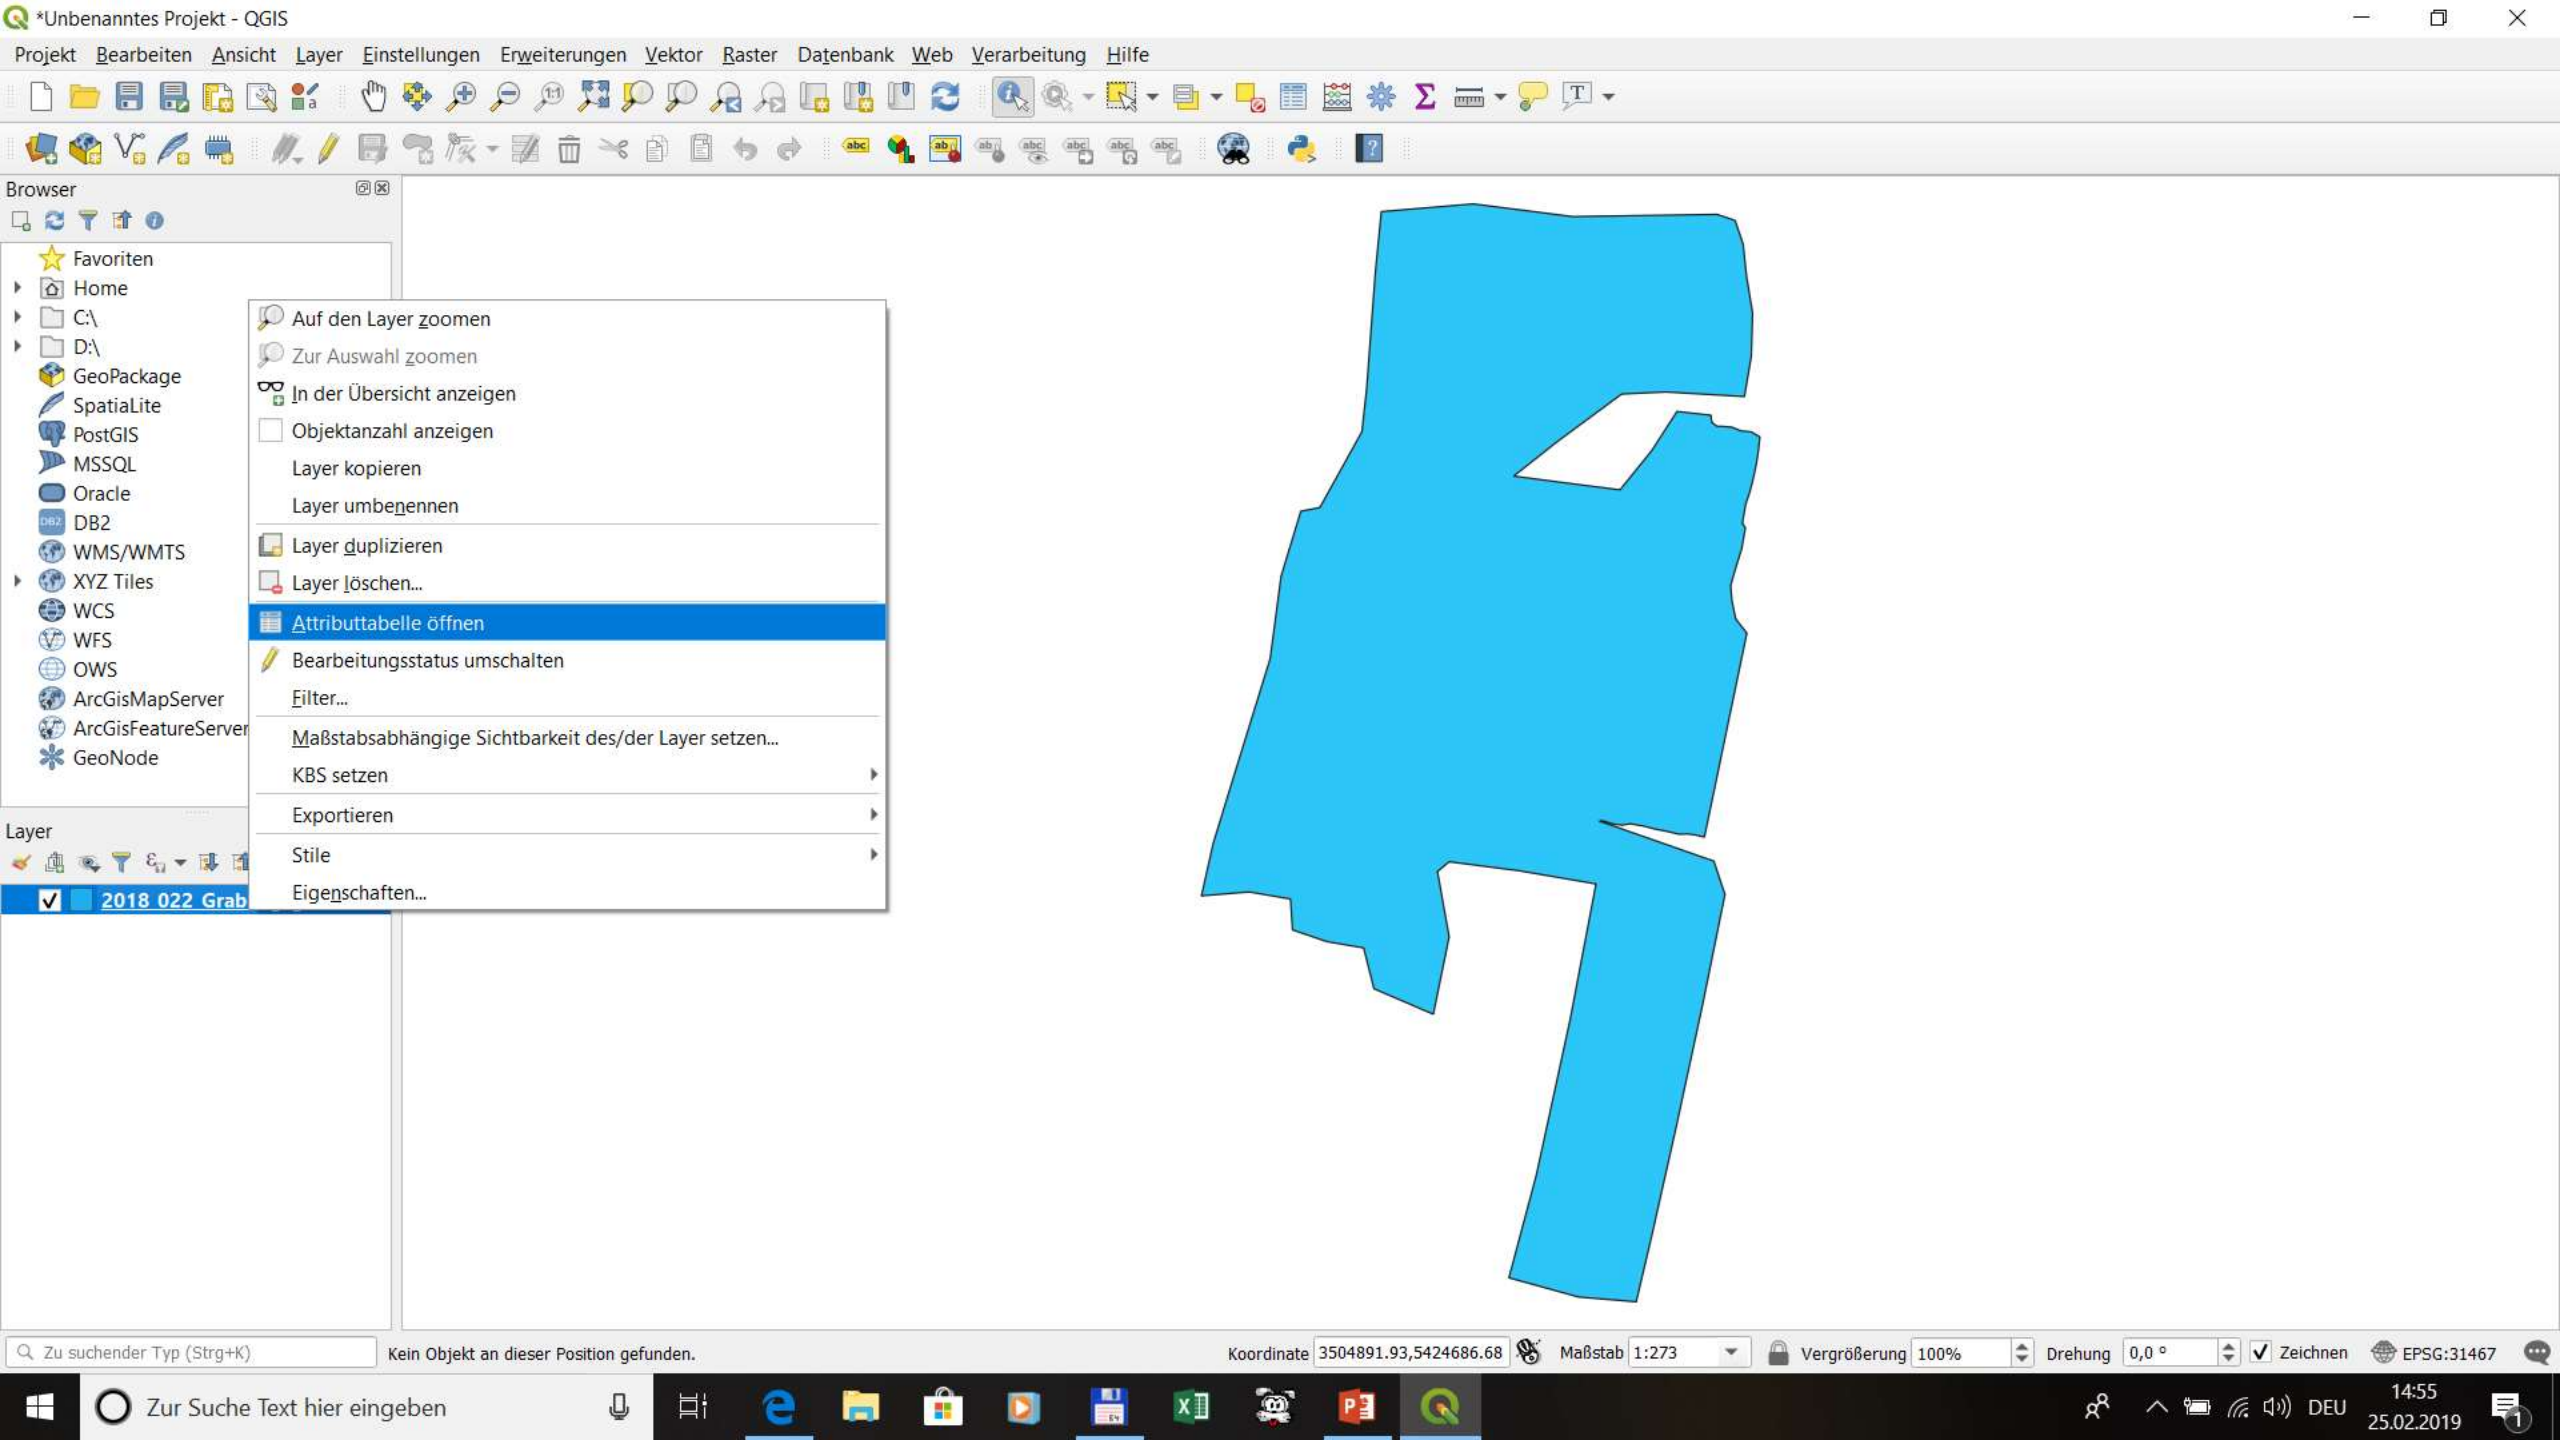 *Unbenanntes Projekt - QGIS
Projekt Bearbeiten Ansicht Layer Einstellungen Erweiterungen Vektor Raster Datenbank Web Verarbeitung Hilfe
Browser
Favoriten
Home
C:\
D:\
GeoPackage
SpatiaLite
PostGIS
MSSQL
Oracle
DB2
WMS/WMTS
XYZ Tiles
WCS
WFS
OWS
ArcGisMapServer
ArcGisFeatureServer
GeoNode
Auf den Layer zoomen
Zur Auswahl zoomen
In der Übersicht anzeigen
Objektanzahl anzeigen
Layer kopieren
Layer umbenennen
Layer duplizieren
Layer löschen...
Attributtabelle öffnen
Bearbeitungsstatus umschalten
Filter...
Maßstabsabhängige Sichtbarkeit des/der Layer setzen...
KBS setzen
Exportieren
Stile
Eigenschaften...
Layer
2018_022_Grab
Zu suchender Typ (Strg+K) Kein Objekt an dieser Position gefunden. Koordinate 3504891.93,5424686.68 Maßstab 1:273 Vergrößerung 100% Drehung 0,0 ° Zeichnen EPSG:31467
Zur Suche Text hier eingeben
DEU
14:55
25.02.2019
1